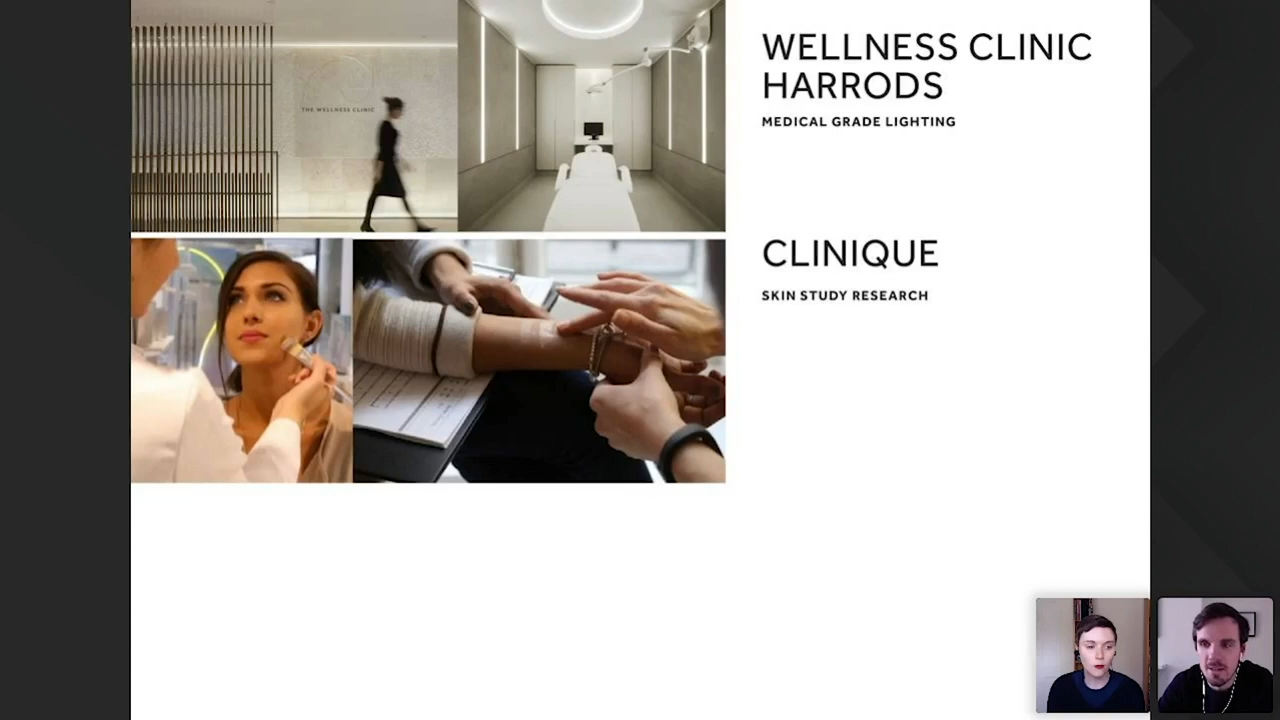 WELLNESS CLINIC
HARRODS
MEDICAL GRADE LIGHTING
THE WELLNESS CLINIC
CLINIQUE
SKIN STUDY RESEARCH